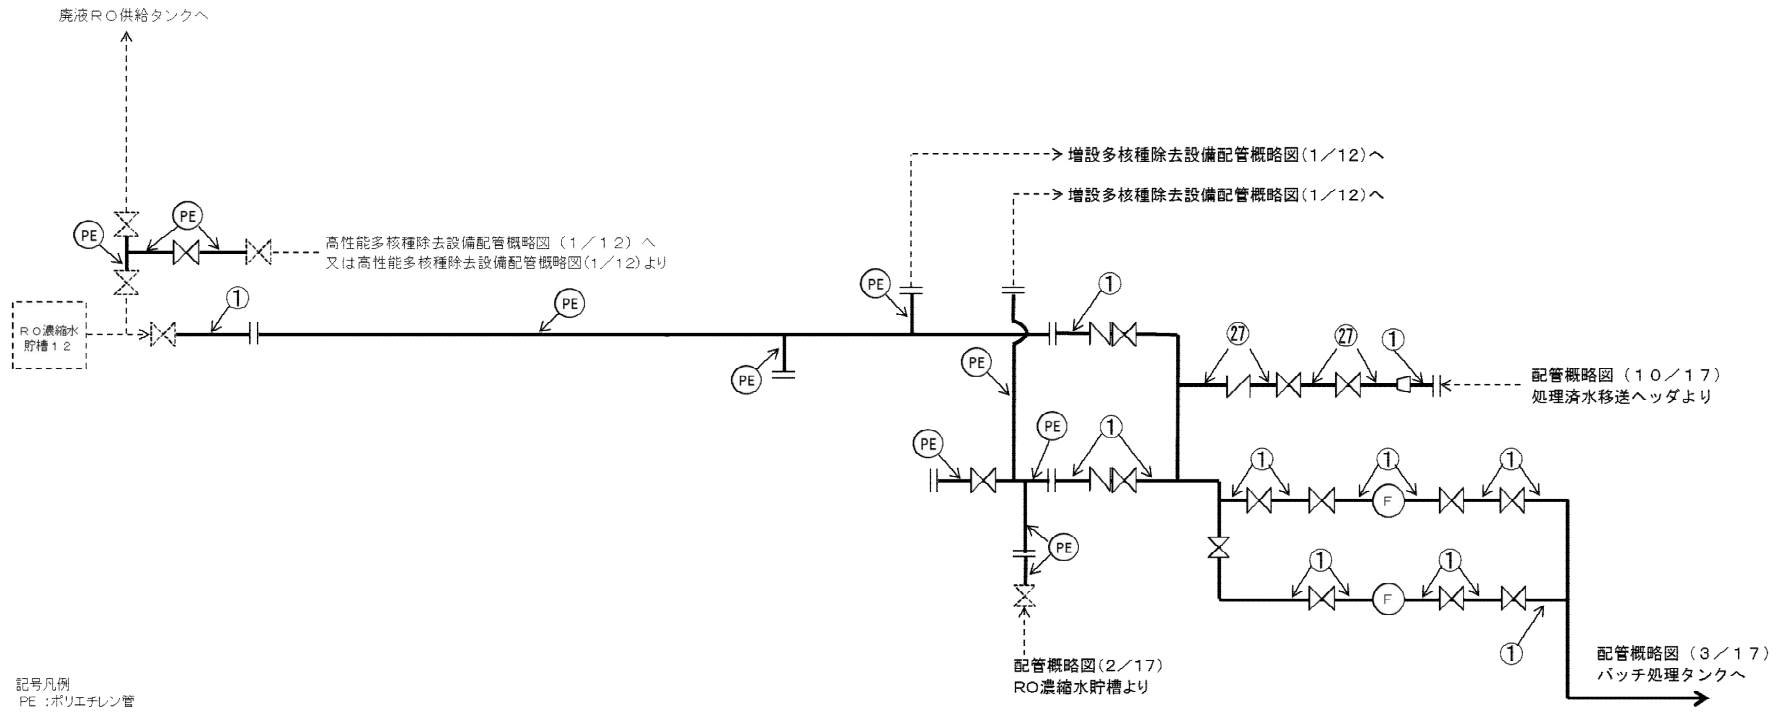 廃液RO供給タンクへ
増設多核種除去設備配管概略図(1/12)へ
増設多核種除去設備配管概略図(1/12)へ
PE
PE
高性能多核種除去設備配管概略図(1/12)へ
又は高性能多核種除去設備配管概略図(1/12)より
RO濃縮水
貯槽12
①
PE
PE
①
PE
PE
㉗
㉗
①
配管概略図(10/17)
処理済水移送ヘッダより
PE
PE
①
①
①
①
F
PE
①
①
F
①
配管概略図(2/17)
RO濃縮水貯槽より
配管概略図(3/17)
バッチ処理タンクへ
記号凡例
PE:ポリエチレン管